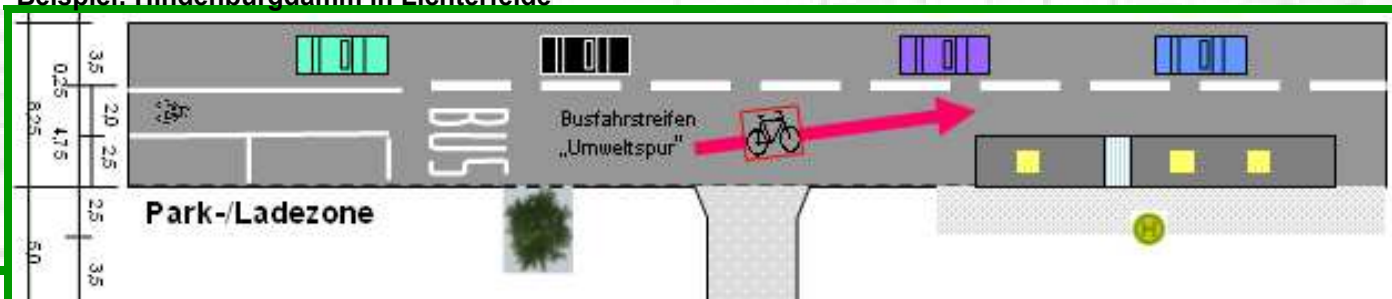 Beispiel: Hindenburgdamm in Lichterfelde
3,5
0,25
8,25
2,0
4,75
2,5
BUS
Busfahrstreifen
„Umweltspur"
Park-/Ladezone
2,5
5,0
3,5
H